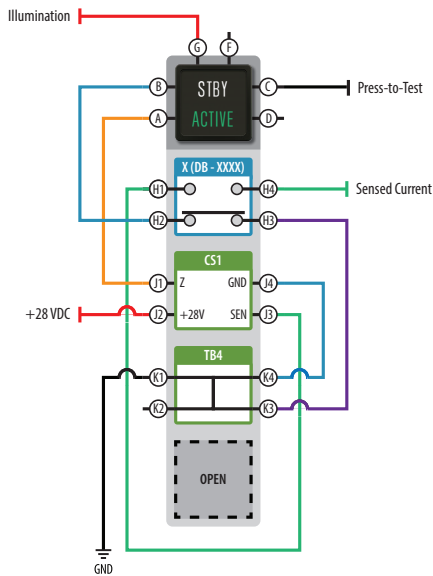 Illumination
G F
B STBY C Press-to-Test
A ACTIVE D
X (DB - XXXX)
H1 H4 Sensed Current
H2 H3
CS1
J1 Z GND J4
+28 VDC J2 +28V SEN J3
TB4
K1 K4
K2 K3
OPEN
GND